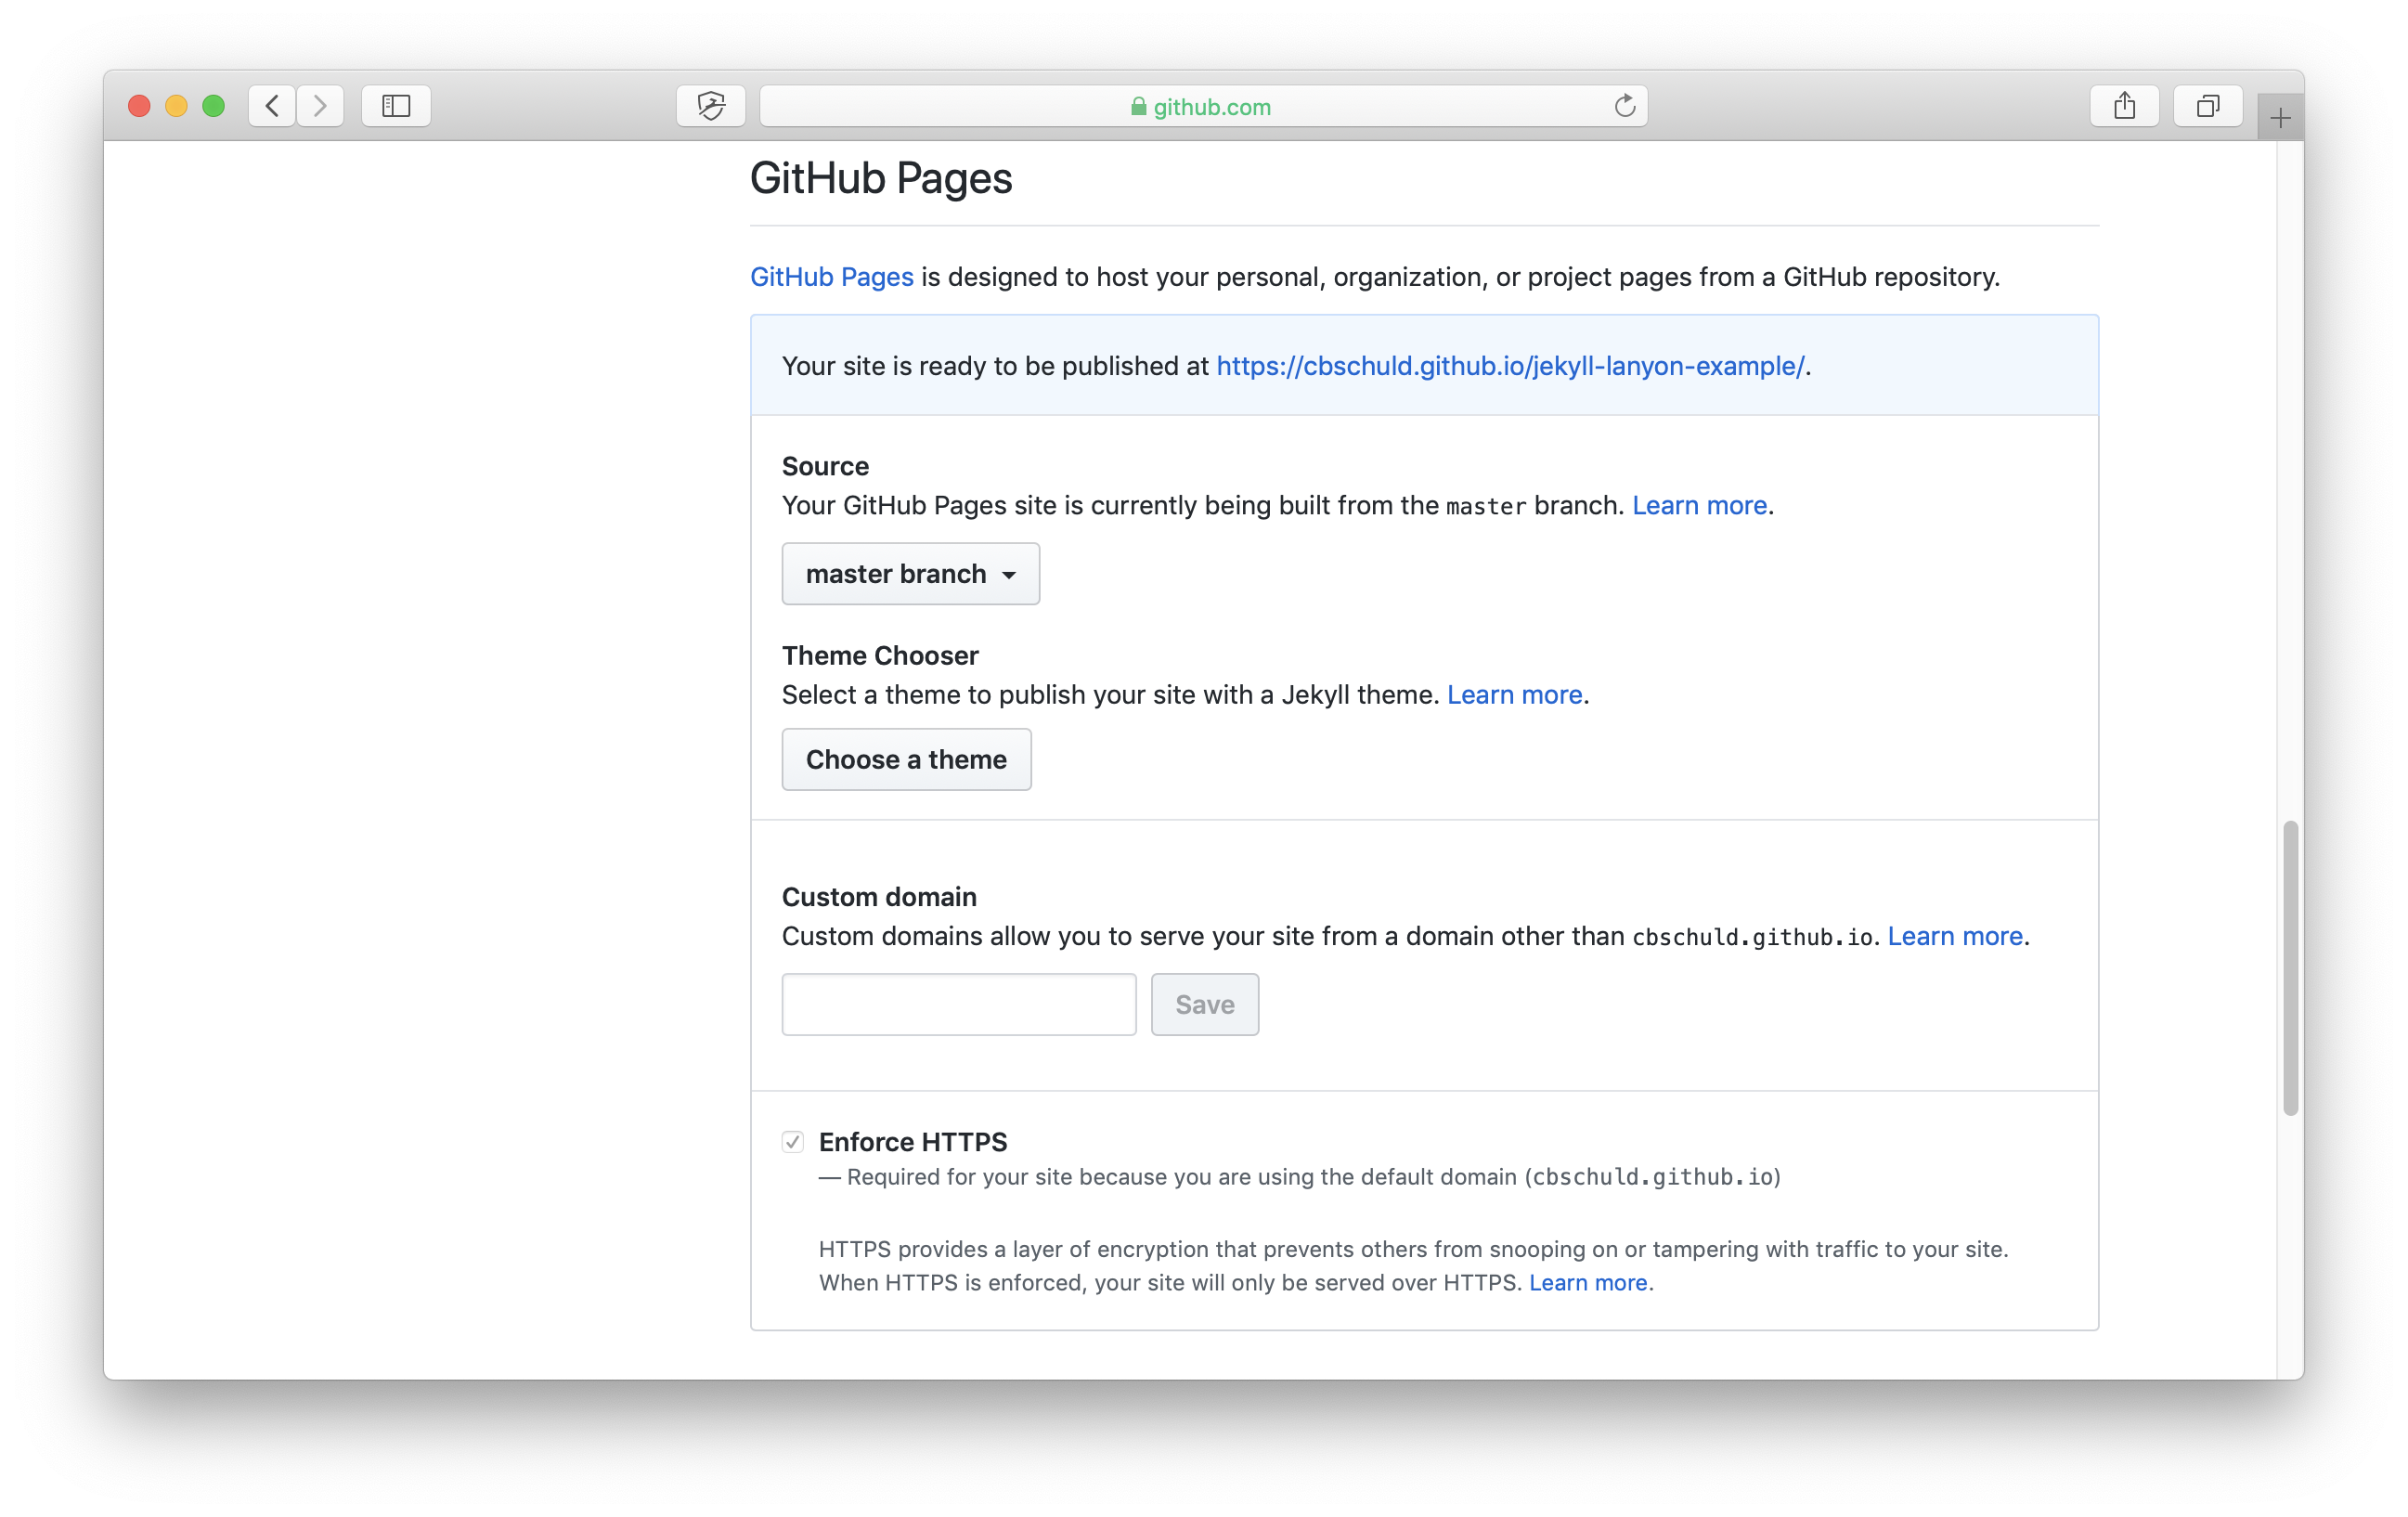 github.com
GitHub Pages
GitHub Pages is designed to host your personal, organization, or project pages from a GitHub repository.
Your site is ready to be published at https://cbschuld.github.io/jekyll-lanyon-example/.
Source
Your GitHub Pages site is currently being built from the master branch. Learn more.
master branch
Theme Chooser
Select a theme to publish your site with a Jekyll theme. Learn more.
Choose a theme
Custom domain
Custom domains allow you to serve your site from a domain other than cbschuld.github.io. Learn more.
Save
Enforce HTTPS
— Required for your site because you are using the default domain (cbschuld.github.io)
HTTPS provides a layer of encryption that prevents others from snooping on or tampering with traffic to your site.
When HTTPS is enforced, your site will only be served over HTTPS. Learn more.